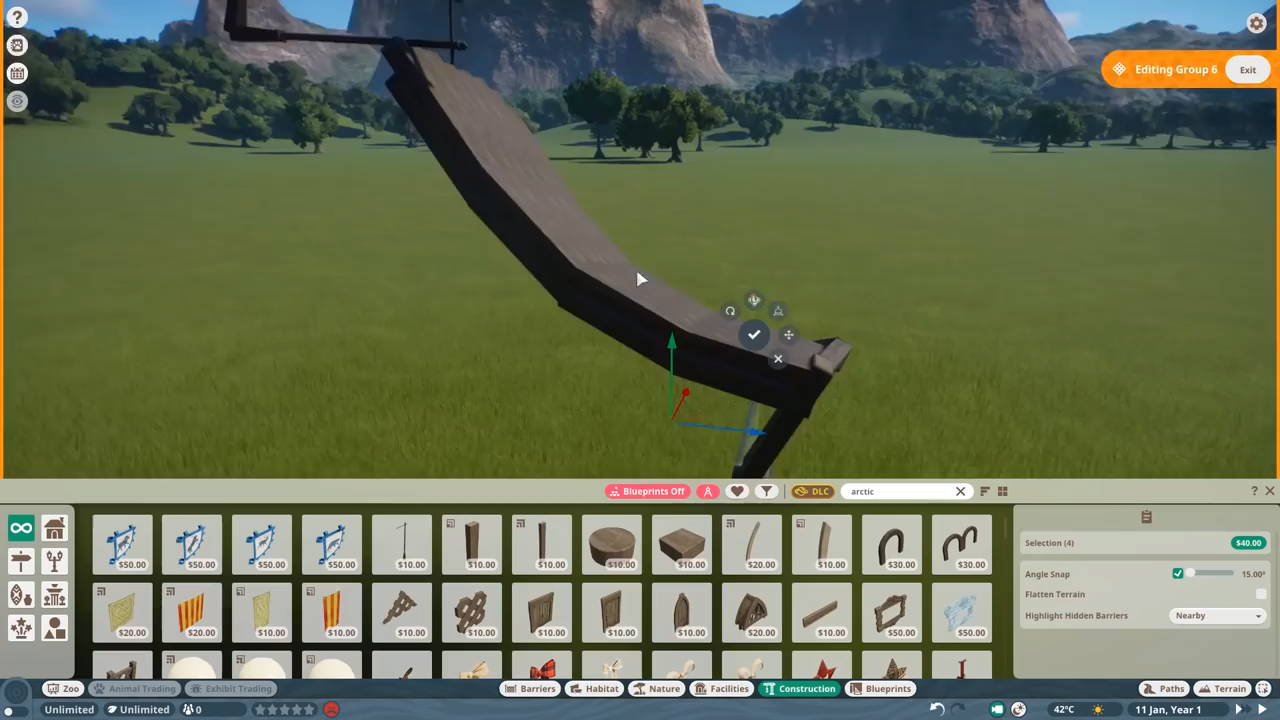 Editing Group 6
Exit
Blueprints Off
DLC
arctic
$50.00
$50.00
$50.00
$50.00
$10.00
$10.00
$10.00
$10.00
$10.00
$20.00
$10.00
$30.00
$30.00
$20.00
$20.00
$10.00
$10.00
$10.00
$10.00
$10.00
$10.00
$10.00
$20.00
$10.00
$50.00
$50.00
Selection (4)
$40.00
Angle Snap
15.00°
Flatten Terrain
Highlight Hidden Barriers
Nearby
Zoo
Animal Trading
Exhibit Trading
Barriers
Habitat
Nature
Facilities
Construction
Blueprints
Paths
Terrain
Unlimited
Unlimited
0
42°C
11 Jan, Year 1